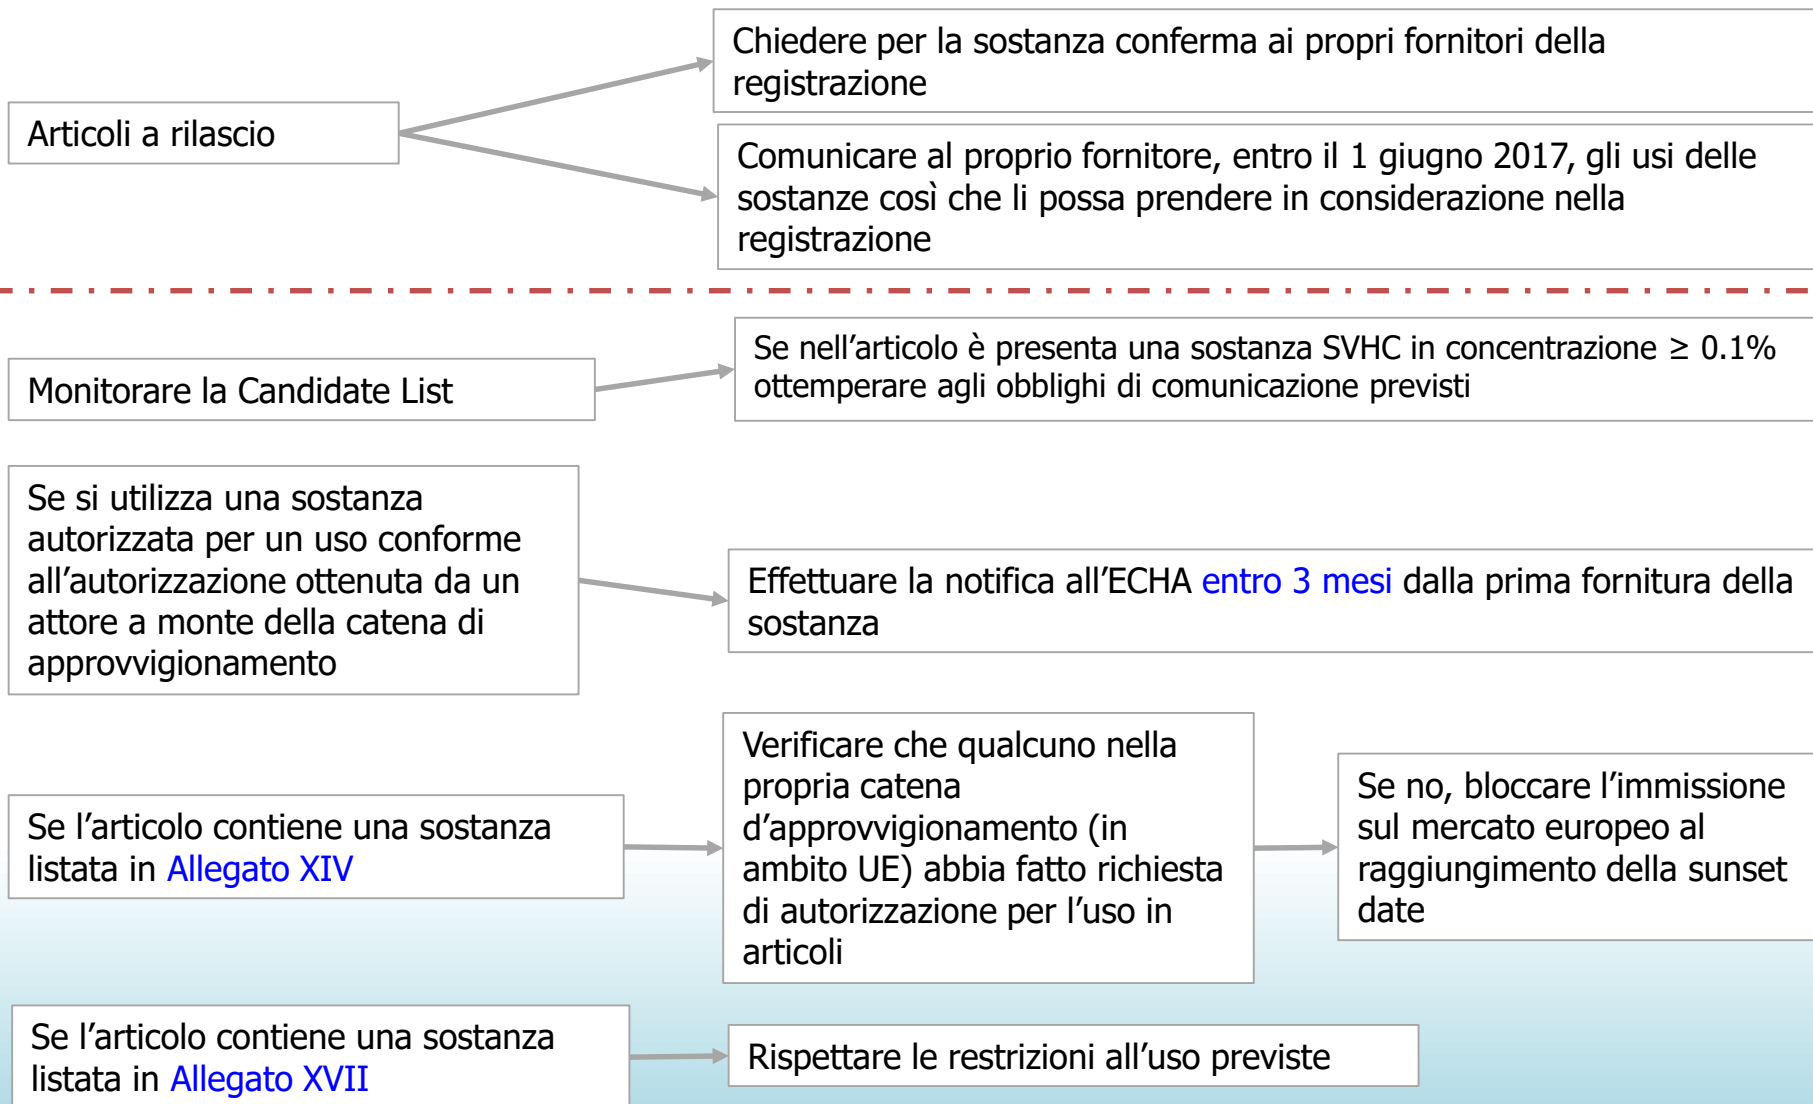 Chiedere per la sostanza conferma ai propri fornitori della
registrazione
Articoli a rilascio
Comunicare al proprio fornitore, entro il 1 giugno 2017, gli usi delle
sostanze così che li possa prendere in considerazione nella
registrazione
Monitorare la Candidate List
Se nell’articolo è presenta una sostanza SVHC in concentrazione ≥ 0.1%
ottemperare agli obblighi di comunicazione previsti
Se si utilizza una sostanza
autorizzata per un uso conforme
all’autorizzazione ottenuta da un
attore a monte della catena di
approvvigionamento
Effettuare la notifica all’ECHA entro 3 mesi dalla prima fornitura della
sostanza
Se l’articolo contiene una sostanza
listata in Allegato XIV
Verificare che qualcuno nella
propria catena
d’approvvigionamento (in
ambito UE) abbia fatto richiesta
di autorizzazione per l’uso in
articoli
Se no, bloccare l’immissione
sul mercato europeo al
raggiungimento della sunset
date
Se l’articolo contiene una sostanza
listata in Allegato XVII
Rispettare le restrizioni all’uso previste